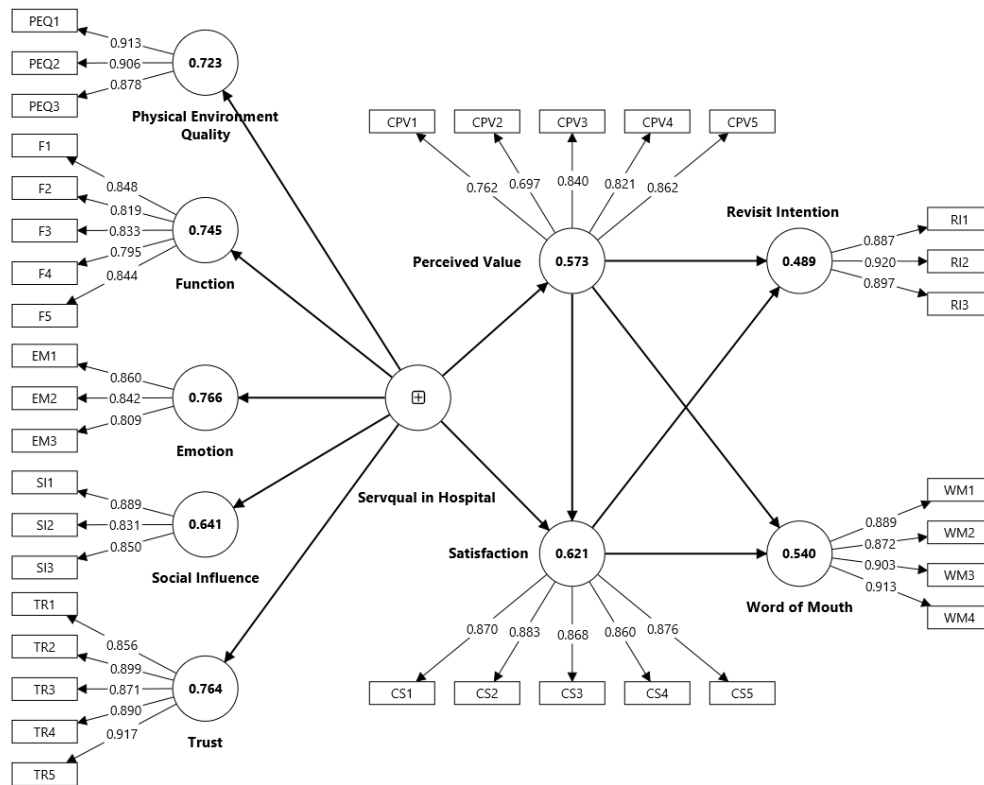 PEQ1
0.913
PEQ2
0.906
0.723
PEQ3
0.878
Physical Environment
Quality
F1
0.848
F2
0.819
F3
0.833
0.745
F4
0.795
F5
0.844
Function
EM1
0.860
EM2
0.842
0.766
EM3
0.809
Emotion
SI1
0.889
SI2
0.831
0.641
SI3
0.850
Social Influence
TR1
0.856
TR2
0.899
TR3
0.871
0.764
TR4
0.890
TR5
0.917
Trust
Servqual in Hospital
CPV1
CPV2
CPV3
CPV4
CPV5
0.762
0.697
0.840
0.821
0.862
Perceived Value
0.573
Satisfaction
0.621
0.870
0.883
0.868
0.860
0.876
CS1
CS2
CS3
CS4
CS5
Revisit Intention
0.489
0.887
RI1
0.920
RI2
0.897
RI3
0.540
Word of Mouth
0.889
WM1
0.872
WM2
0.903
WM3
0.913
WM4